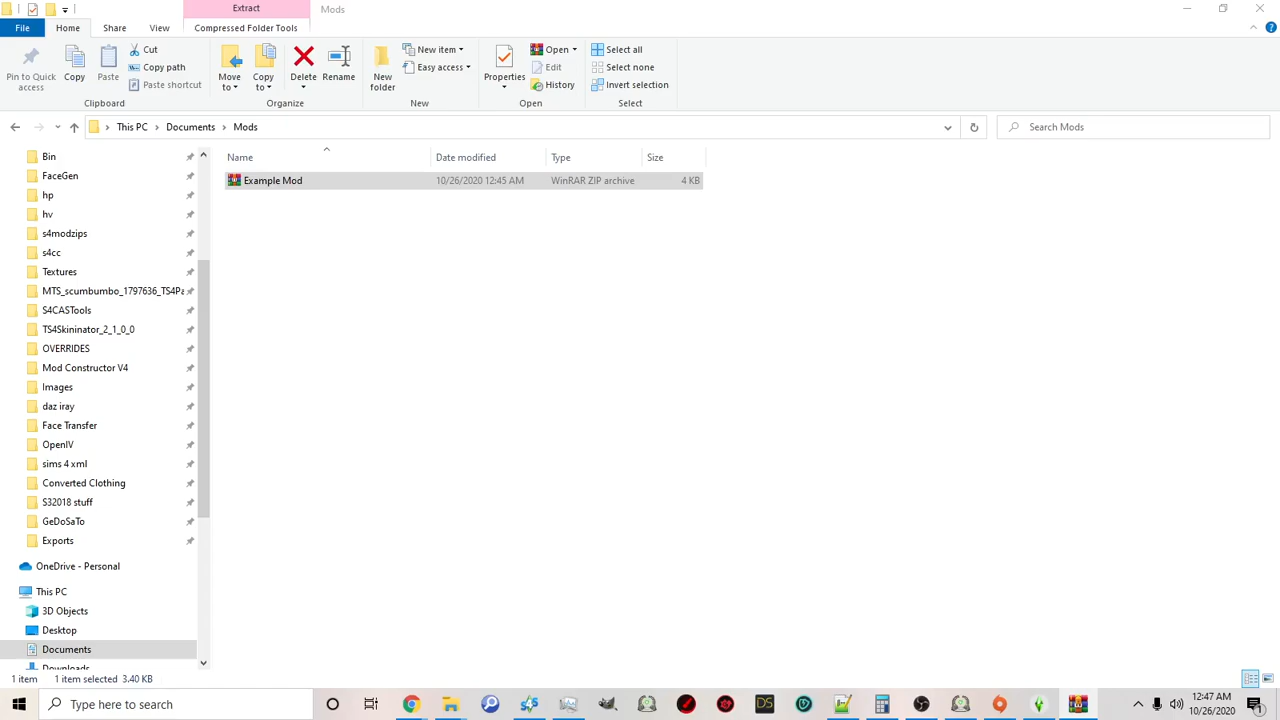 Extract
Mods
File
Home
Share
View
Compressed Folder Tools
Pin to Quick access
Copy
Paste
Cut
Copy path
Paste shortcut
Clipboard
Move to
Copy to
Delete
Rename
Organize
New folder
New item
Easy access
New
Properties
Open
Edit
History
Open
Select all
Select none
Invert selection
Select
This PC > Documents > Mods
Search Mods
Name
Date modified
Type
Size
Example Mod
10/26/2020 12:45 AM
WinRAR ZIP archive
4 KB
Bin
FaceGen
hp
hv
s4modzips
s4cc
Textures
MTS_scumbumbo_1797636_TS4Pa
S4CASTools
TS4Skininator_2_1_0_0
OVERRIDES
Mod Constructor V4
Images
daz iray
Face Transfer
OpenIV
sims 4 xml
Converted Clothing
S32018 stuff
GeDoSaTo
Exports
OneDrive - Personal
This PC
3D Objects
Desktop
Documents
Downloads
1 item
1 item selected 3.40 KB
Type here to search
DS
12:47 AM
10/26/2020
1